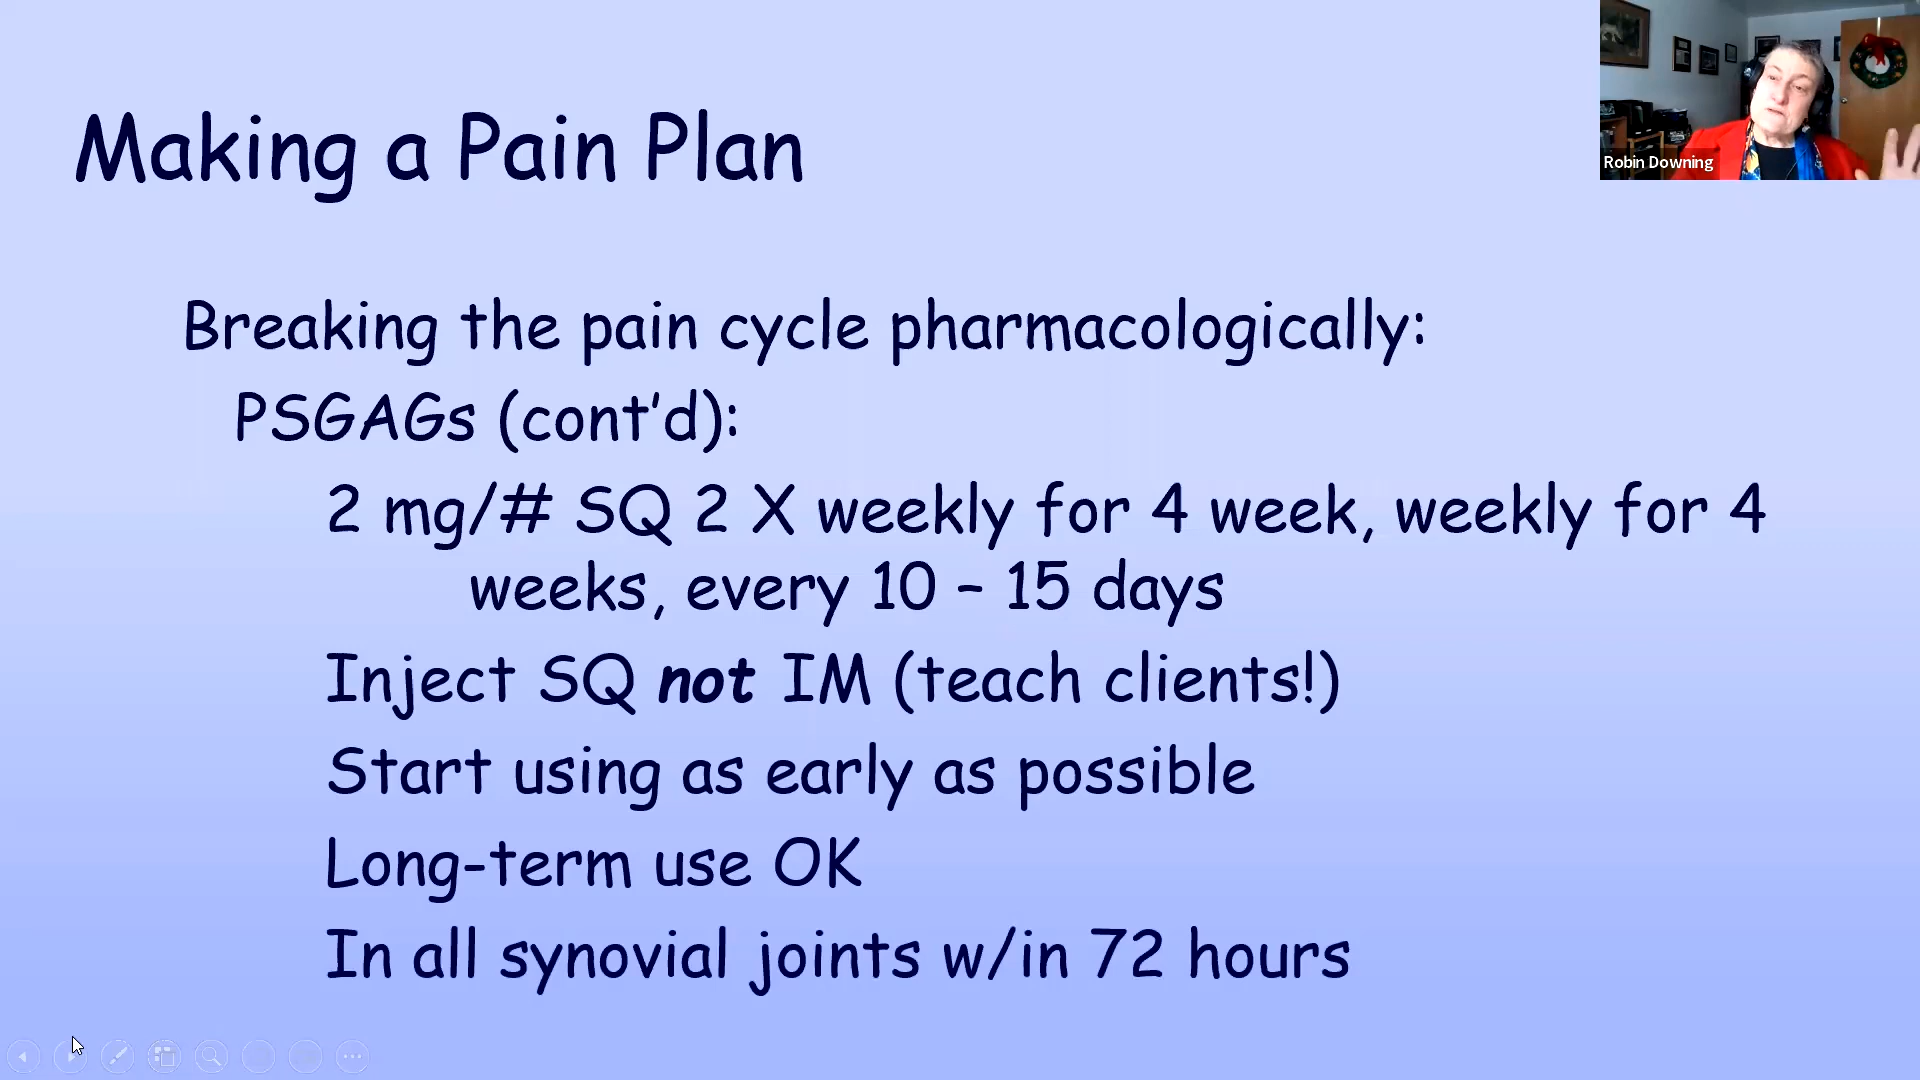 Making a Pain Plan
Robin Downing
Breaking the pain cycle pharmacologically:
PSGAGs (cont’d):
2 mg/# SQ 2 X weekly for 4 week, weekly for 4
weeks, every 10 – 15 days
Inject SQ not IM (teach clients!)
Start using as early as possible
Long-term use OK
In all synovial joints w/in 72 hours